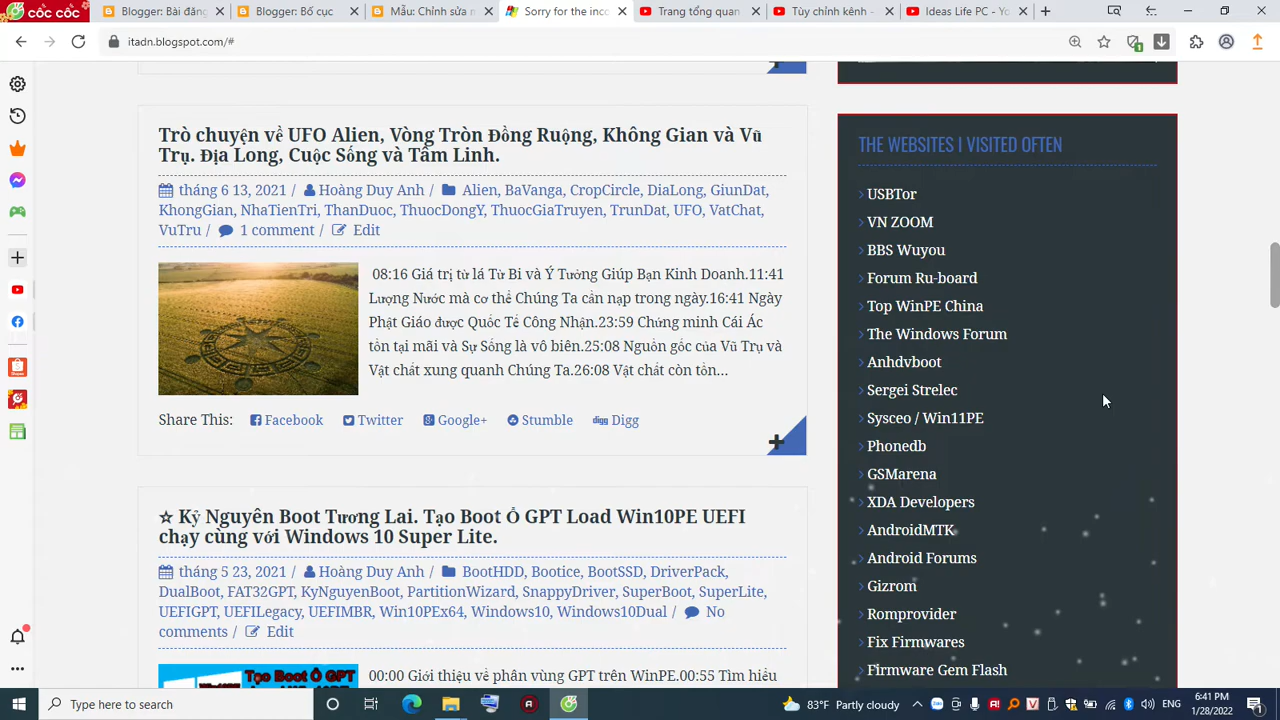 cốc cốc
Blogger: Bài đăng
Blogger: Bố cục
Mẫu: Chỉnh sửa m
Sorry for the inco
Trang tổng quan
Tùy chỉnh kênh -
Ideas Life PC - Yo
itadn.blogspot.com/#
Trò chuyện về UFO Alien, Vòng Tròn Đồng Ruộng, Không Gian và Vũ
Trụ. Địa Long, Cuộc Sống và Tâm Linh.
tháng 6 13, 2021 / Hoàng Duy Anh / Alien, BaVanga, CropCircle, DiaLong, GiunDat,
KhongGian, NhaTienTri, ThanDuoc, ThuocDongY, ThuocGiaTruyen, TrunDat, UFO, VatChat,
VuTru / 1 comment / Edit
08:16 Giá trị từ lá Từ Bi và Ý Tưởng Giúp Bạn Kinh Doanh.11:41
Lượng Nước mà cơ thể Chúng Ta cần nạp trong ngày.16:41 Ngày
Phật Giáo được Quốc Tế Công Nhận.23:59 Chứng minh Cái Ác
tồn tại mãi và Sự Sống là vô biên.25:08 Nguồn gốc của Vũ Trụ và
Vật chất xung quanh Chúng Ta.26:08 Vật chất còn tồn...
Share This: Facebook Twitter Google+ Stumble digg Digg
☆ Kỷ Nguyên Boot Tương Lai. Tạo Boot Ổ GPT Load Win10PE UEFI
chạy cùng với Windows 10 Super Lite.
tháng 5 23, 2021 / Hoàng Duy Anh / BootHDD, Bootice, BootSSD, DriverPack,
DualBoot, FAT32GPT, KyNguyenBoot, PartitionWizard, SnappyDriver, SuperBoot, SuperLite,
UEFIGPT, UEFILegacy, UEFIMBR, Win10PEx64, Windows10, Windows10Dual / No
comments / Edit
Tạo Boot Ổ GPT
00:00 Giới thiệu về phân vùng GPT trên WinPE.00:55 Tìm hiểu
THE WEBSITES I VISITED OFTEN
USBTor
VN ZOOM
BBS Wuyou
Forum Ru-board
Top WinPE China
The Windows Forum
Anhdvboot
Sergei Strelec
Sysceo / Win11PE
Phonedb
GSMarena
XDA Developers
AndroidMTK
Android Forums
Gizrom
Romprovider
Fix Firmwares
Firmware Gem Flash
Type here to search
83°F Partly cloudy
ENG
6:41 PM
1/28/2022